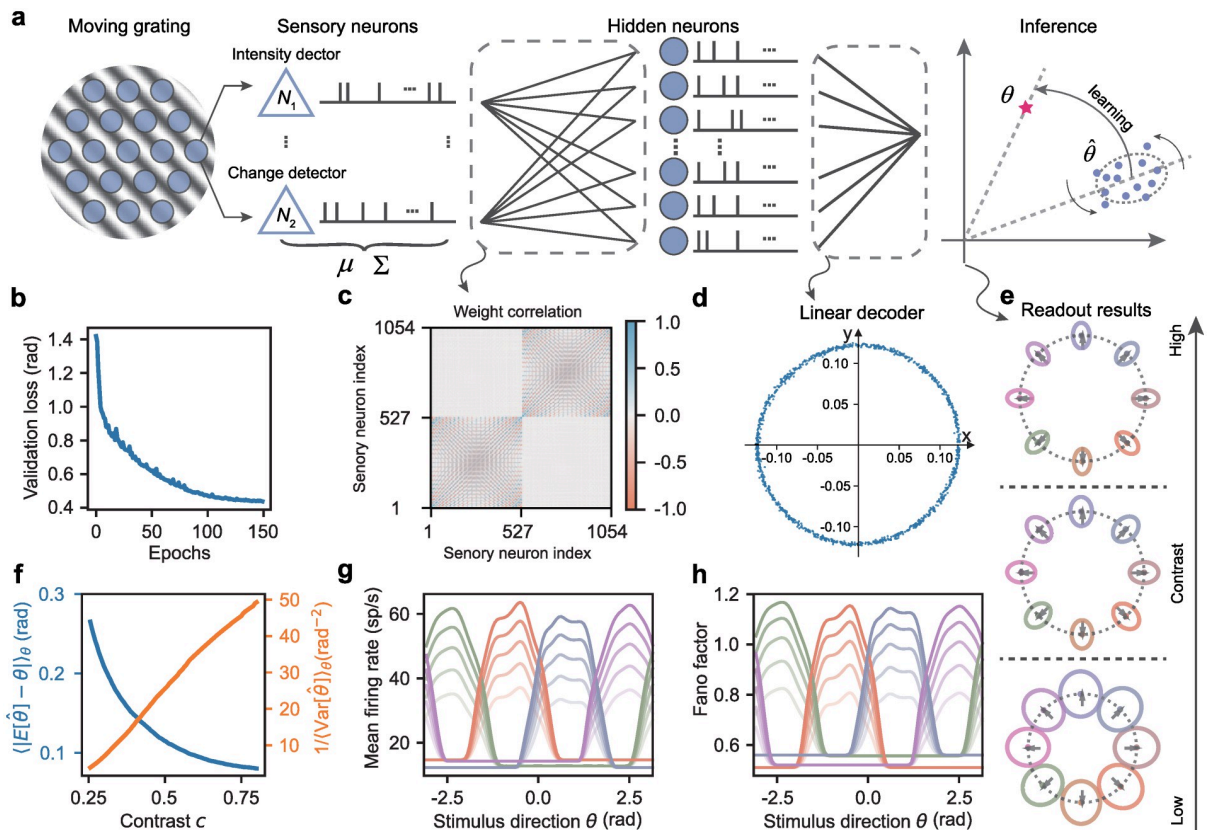 a
Moving grating
Sensory neurons
Hidden neurons
Inference
Intensity dector
N1
...
Change detector
N2
...
μ Σ
...
...
...
...
...
...
θ
learning
θ̂
b
Validation loss (rad)
1.4
1.2
1.0
0.8
0.6
0.4
0 50 100 150
Epochs
c
Weight correlation
Senory neuron index
1054
527
1
1 527 1054
Senory neuron index
1.0
0.5
0.0
-0.5
-1.0
d
Linear decoder
y
0.10
0.05
x
-0.10 -0.05 0.05 0.10
-0.05
-0.10
e
Readout results
High
Contrast
Low
f
⟨|E[θ̂] − θ|⟩θ (rad)
0.3
0.2
0.1
0.25 0.50 0.75
Contrast c
50
40
30
20
10
1/⟨Var[θ̂]⟩θ(rad⁻²)
g
Mean firing rate (sp/s)
60
40
20
-2.5 0.0 2.5
Stimulus direction θ (rad)
h
Fano factor
1.2
1.0
0.8
0.6
-2.5 0.0 2.5
Stimulus direction θ (rad)